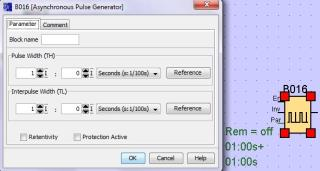 B016 [Asynchronous Pulse Generator]
Parameter Comment
Block name
Pulse Width (TH)
1 : 0 Seconds (s:1/100s) Reference
Interpulse Width (TL)
1 : 0 Seconds (s:1/100s) Reference
Retentivity Protection Active
OK Cancel Help
B016
En
Inv
Par
Rem = off
01:00s+
01:00s